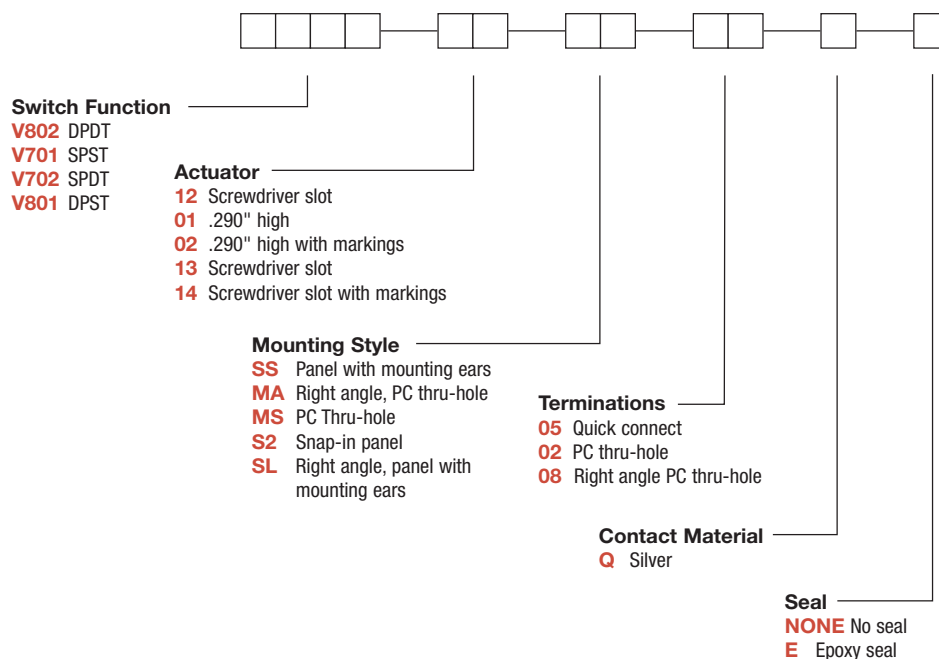 Switch Function
V802 DPDT
V701 SPST
V702 SPDT
V801 DPST
Actuator
12 Screwdriver slot
01 .290" high
02 .290" high with markings
13 Screwdriver slot
14 Screwdriver slot with markings
Mounting Style
SS Panel with mounting ears
MA Right angle, PC thru-hole
MS PC Thru-hole
S2 Snap-in panel
SL Right angle, panel with
mounting ears
Terminations
05 Quick connect
02 PC thru-hole
08 Right angle PC thru-hole
Contact Material
Q Silver
Seal
NONE No seal
E Epoxy seal